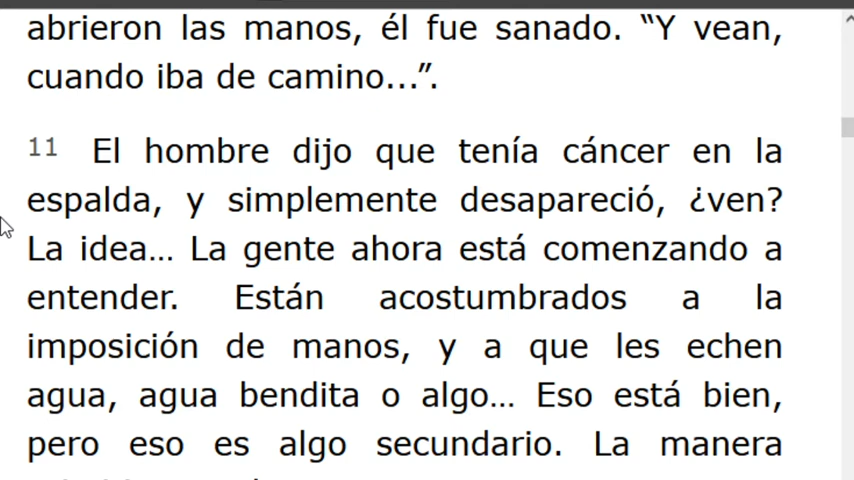 abrieron las manos, él fue sanado. “Y vean,
cuando iba de camino...”.
11 El hombre dijo que tenía cáncer en la
espalda, y simplemente desapareció, ¿ven?
La idea... La gente ahora está comenzando a
entender. Están acostumbrados a la
imposición de manos, y a que les echen
agua, agua bendita o algo... Eso está bien,
pero eso es algo secundario. La manera